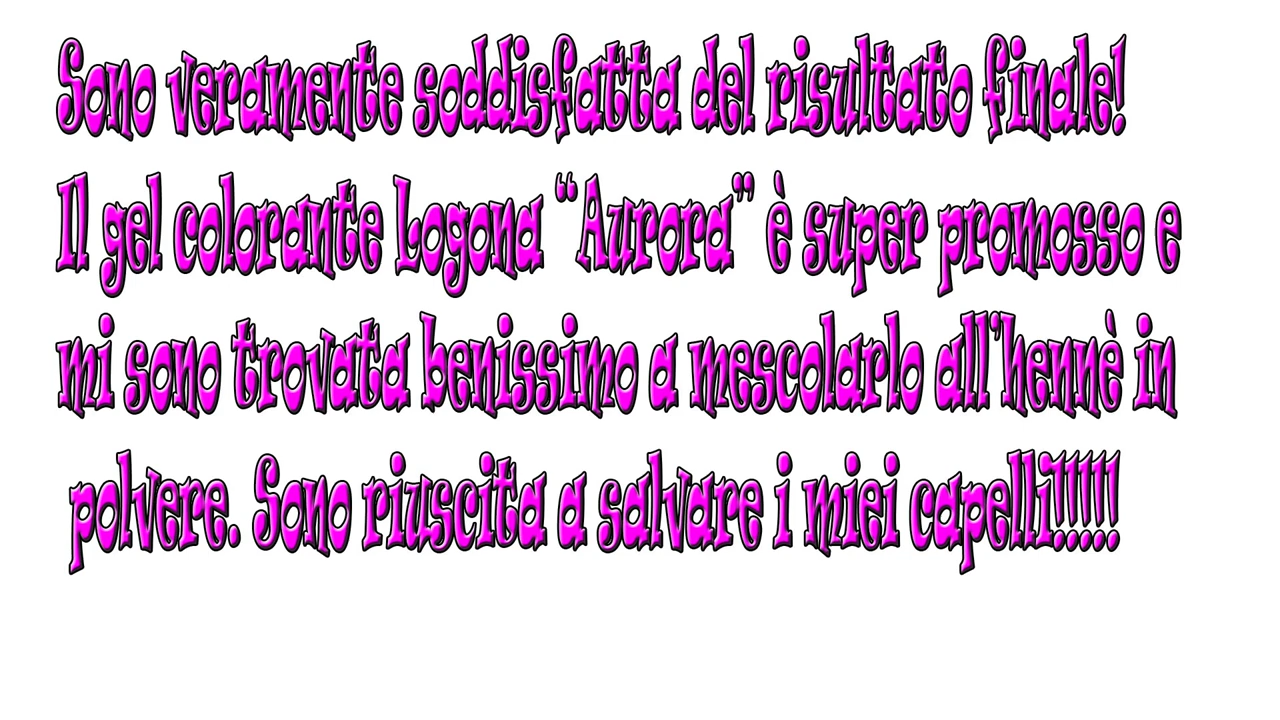 Sono veramente soddisfatta del risultato finale!
Il gel colorante Logona “Aurora” è super promosso e
mi sono trovata benissimo a mescolarlo all'hennè in
polvere. Sono riuscita a salvare i miei capelli!!!!!